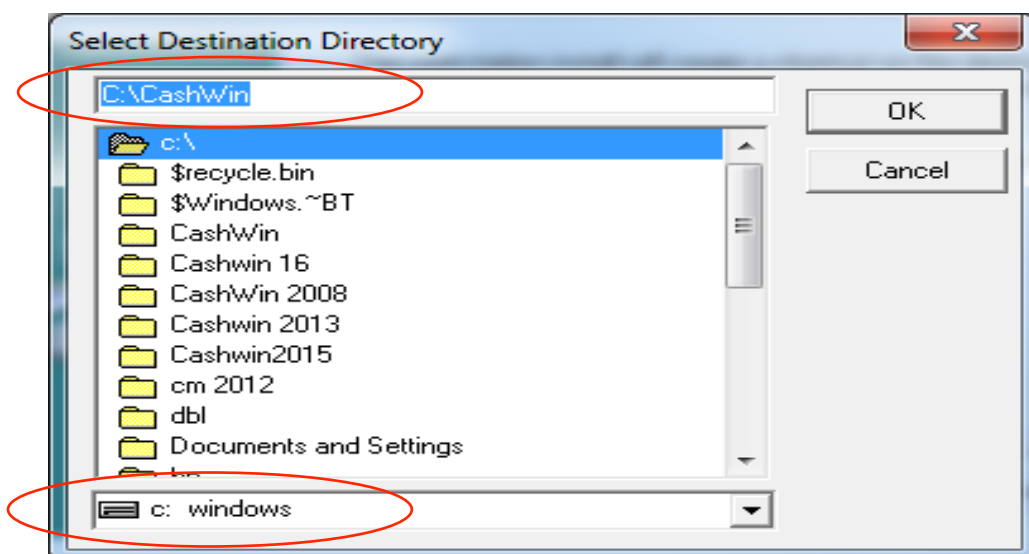 Select Destination Directory
C:\CashWin
OK
c:\
$recycle.bin
Cancel
$Windows.~BT
CashWin
Cashwin 16
CashWin 2008
Cashwin 2013
Cashwin2015
cm 2012
dbl
Documents and Settings
c: windows